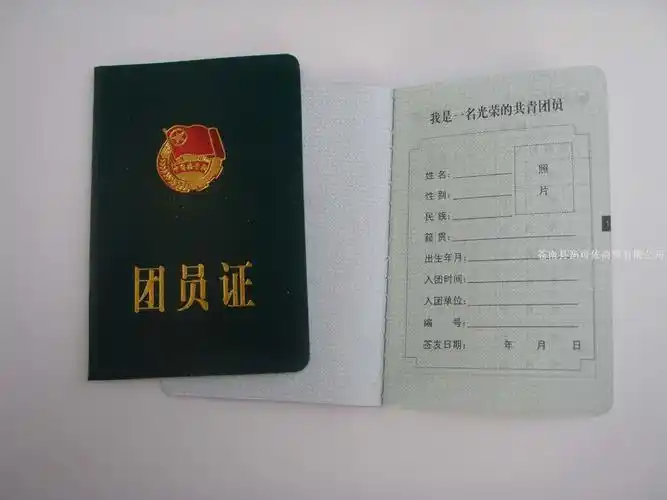 团员证
我是一名光荣的共青团员
照
片
姓名:
性别:
民族:
籍贯:
出生年月:
入团时间:
入团单位:
编 号:
签发日期: 年 月 日